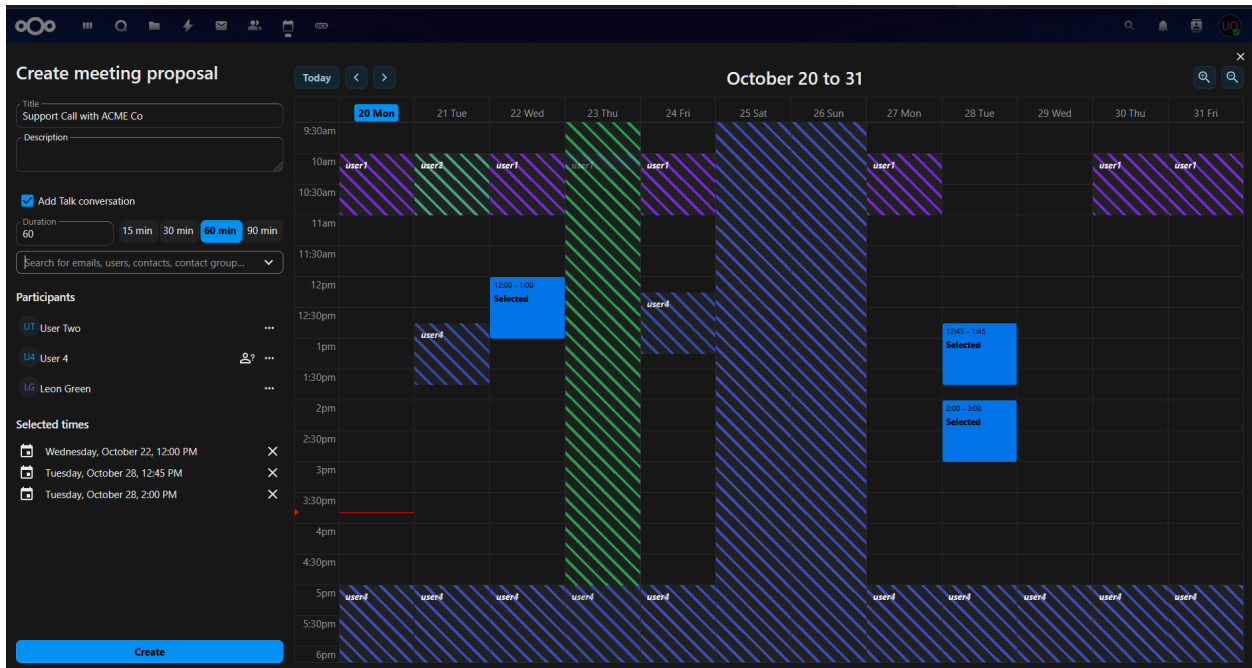 Create meeting proposal
Title
Support Call with ACME Co
Description
Add Talk conversation
Duration
60
15 min 30 min 60 min 90 min
Search for emails, users, contacts, contact group...
Participants
UT User Two
U4 User 4
LG Leon Green
Selected times
Wednesday, October 22, 12:00 PM
Tuesday, October 28, 12:45 PM
Tuesday, October 28, 2:00 PM
Create
UQ
Today
October 20 to 31
20 Mon 21 Tue 22 Wed 23 Thu 24 Fri 25 Sat 26 Sun 27 Mon 28 Tue 29 Wed 30 Thu 31 Fri
9:30am
10am user1 user2 user1 user1 user1 user1 user1 user1
10:30am
11am
11:30am
12pm 12:00 - 1:00
Selected
user4
12:30pm
user4 12:45 - 1:45
1pm Selected
1:30pm
2pm 2:00 - 3:00
Selected
2:30pm
3pm
3:30pm
4pm
4:30pm
5pm user4 user4 user4 user4 user4 user4 user4 user4 user4 user4
5:30pm
6pm